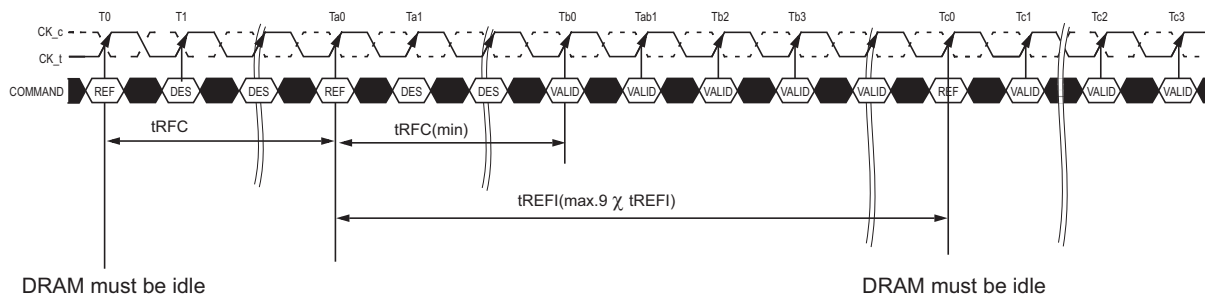 T0 T1 Ta0 Ta1 Tb0 Tab1 Tb2 Tb3 Tc0 Tc1 Tc2 Tc3
CK_c
CK_t
COMMAND REF DES DES REF DES DES VALID VALID VALID VALID VALID REF VALID VALID VALID
tRFC tRFC(min)
tREFI(max.9 χ tREFI)
DRAM must be idle DRAM must be idle